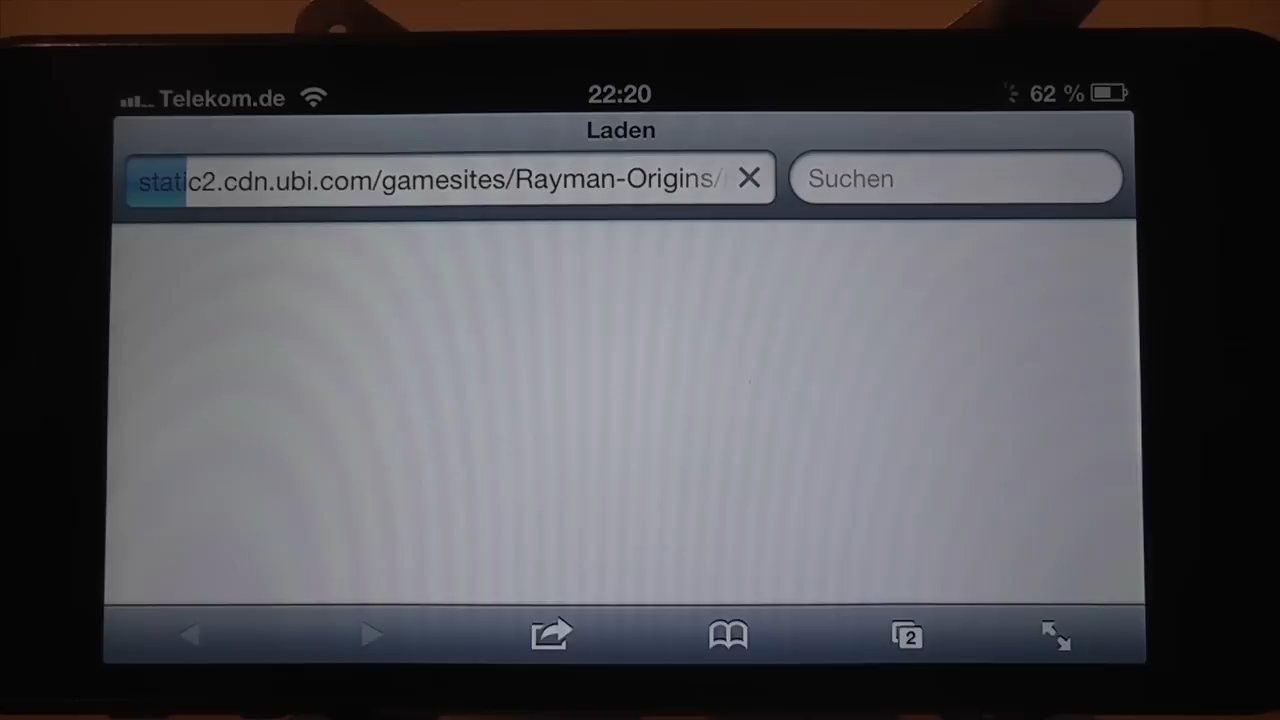 Telekom.de 22:20 62 %
Laden
static2.cdn.ubi.com/gamesites/Rayman-Origins/ Suchen
2